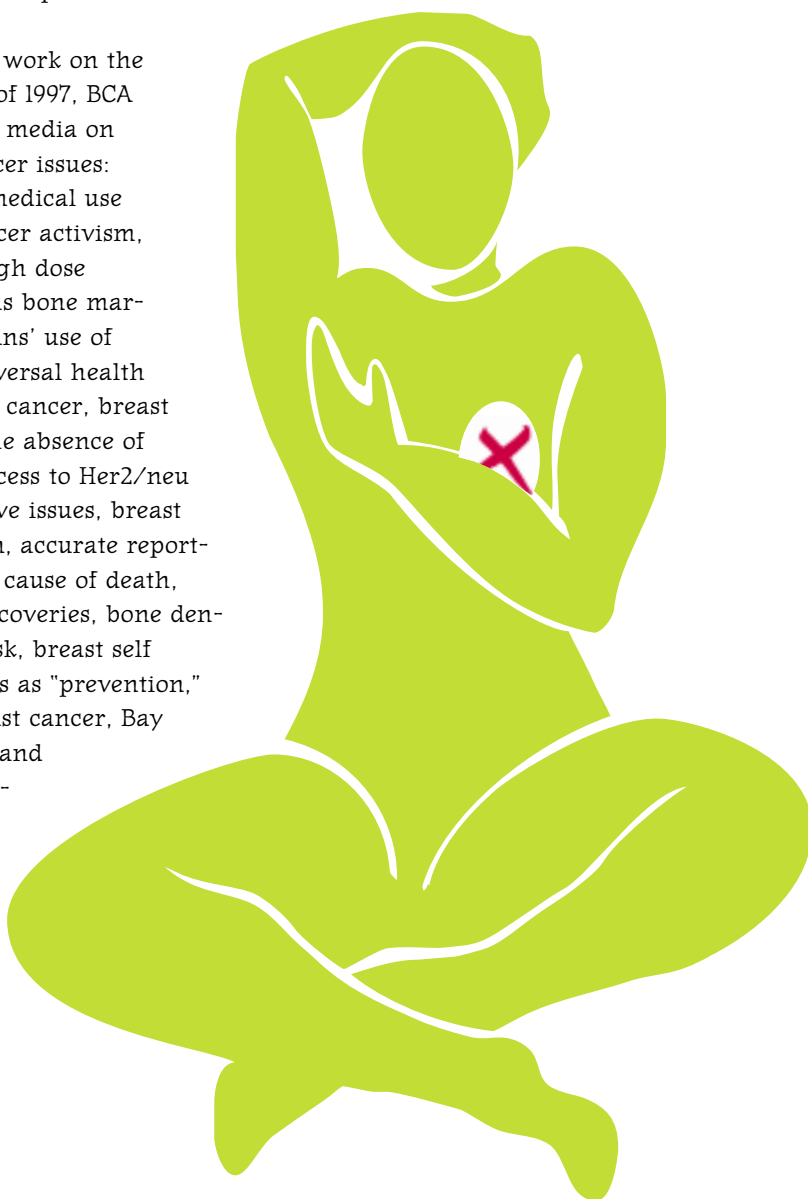 work on the
of 1997, BCA
media on
cer issues:
medical use
cer activism,
gh dose
as bone mar-
ans' use of
versal health
cancer, breast
e absence of
cess to Her2/neu
ve issues, breast
n, accurate report-
cause of death,
coveries, bone den-
sk, breast self
s as "prevention,"
st cancer, Bay
and
-